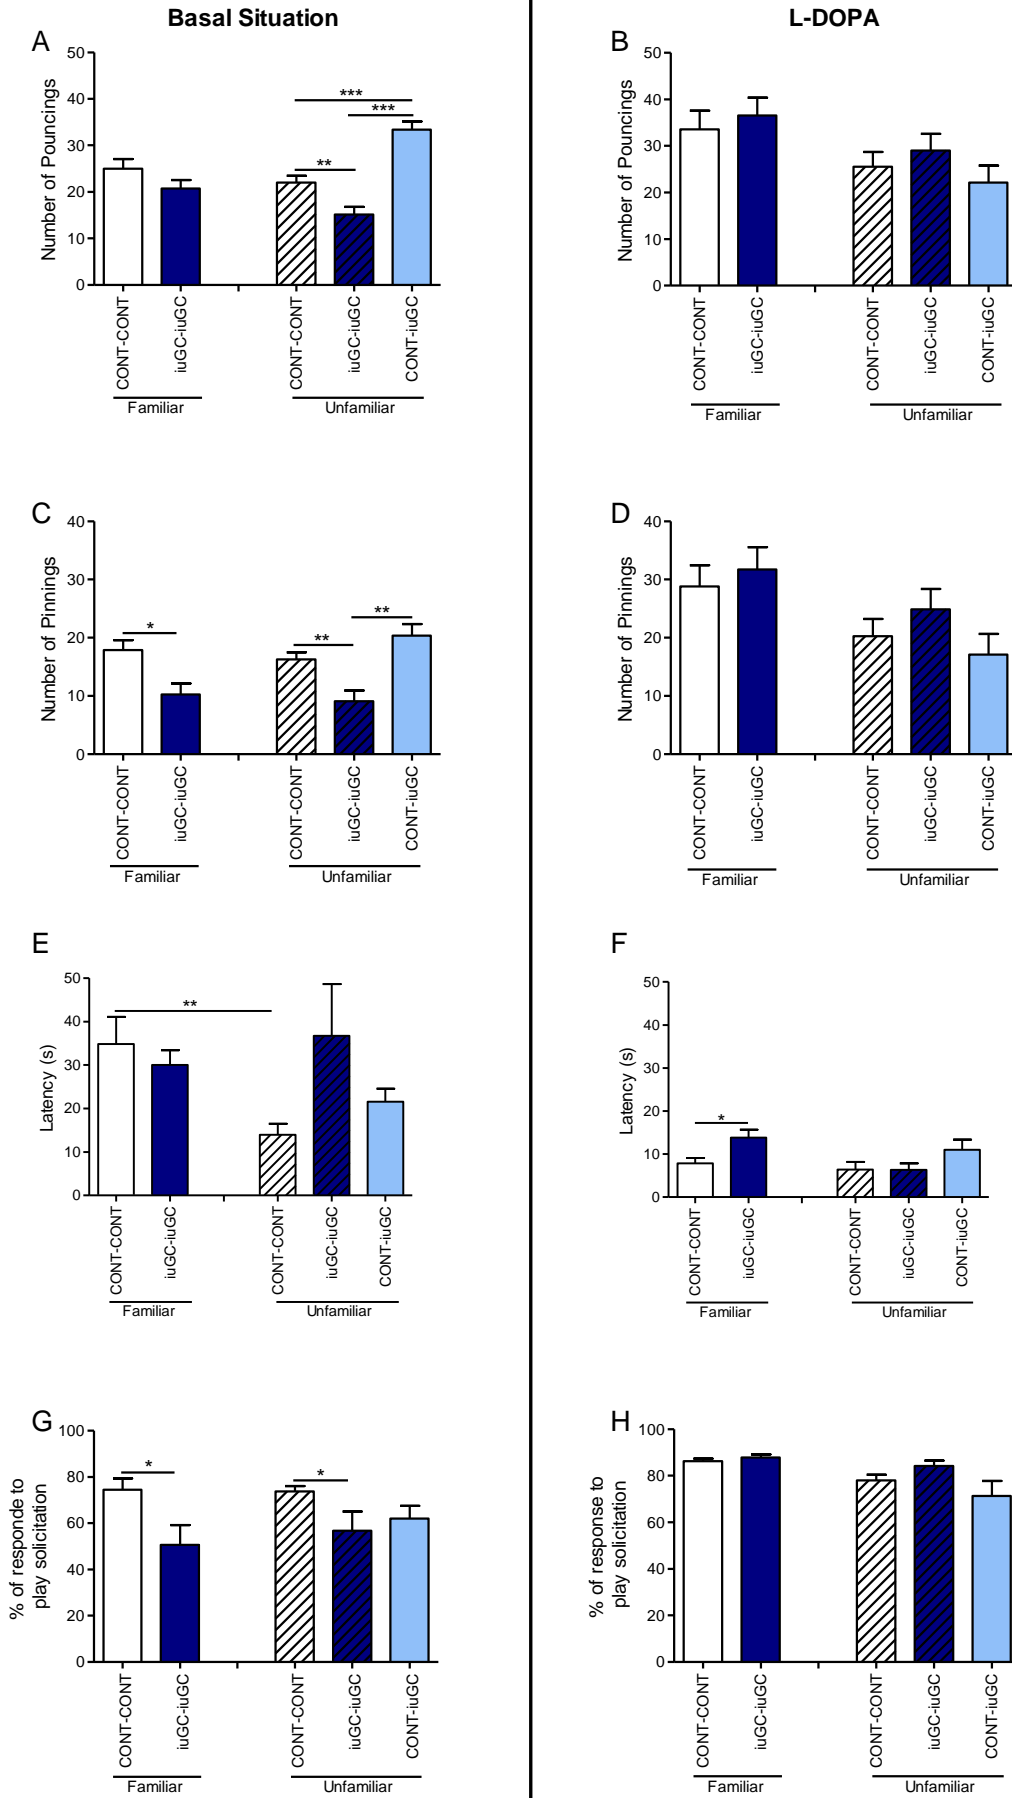 Basal Situation
L-DOPA
A
Number of Pouncings
50
40
30
20
10
0
***
***
**
CONT-CONT
iuGC-iuGC
CONT-CONT
iuGC-iuGC
CONT-iuGC
Familiar
Unfamiliar
B
Number of Pouncings
50
40
30
20
10
0
CONT-CONT
iuGC-iuGC
CONT-CONT
iuGC-iuGC
CONT-iuGC
Familiar
Unfamiliar
C
Number of Pinnings
40
30
20
10
0
*
**
**
CONT-CONT
iuGC-iuGC
CONT-CONT
iuGC-iuGC
CONT-iuGC
Familiar
Unfamiliar
D
Number of Pinnings
40
30
20
10
0
CONT-CONT
iuGC-iuGC
CONT-CONT
iuGC-iuGC
CONT-iuGC
Familiar
Unfamiliar
E
Latency (s)
50
40
30
20
10
0
**
CONT-CONT
iuGC-iuGC
CONT-CONT
iuGC-iuGC
CONT-iuGC
Familiar
Unfamiliar
F
Latency (s)
50
40
30
20
10
0
*
CONT-CONT
iuGC-iuGC
CONT-CONT
iuGC-iuGC
CONT-iuGC
Familiar
Unfamiliar
G
% of responde to
play solicitation
100
80
60
40
20
0
*
*
CONT-CONT
iuGC-iuGC
CONT-CONT
iuGC-iuGC
CONT-iuGC
Familiar
Unfamiliar
H
% of response to
play solicitation
100
80
60
40
20
0
CONT-CONT
iuGC-iuGC
CONT-CONT
iuGC-iuGC
CONT-iuGC
Familiar
Unfamiliar